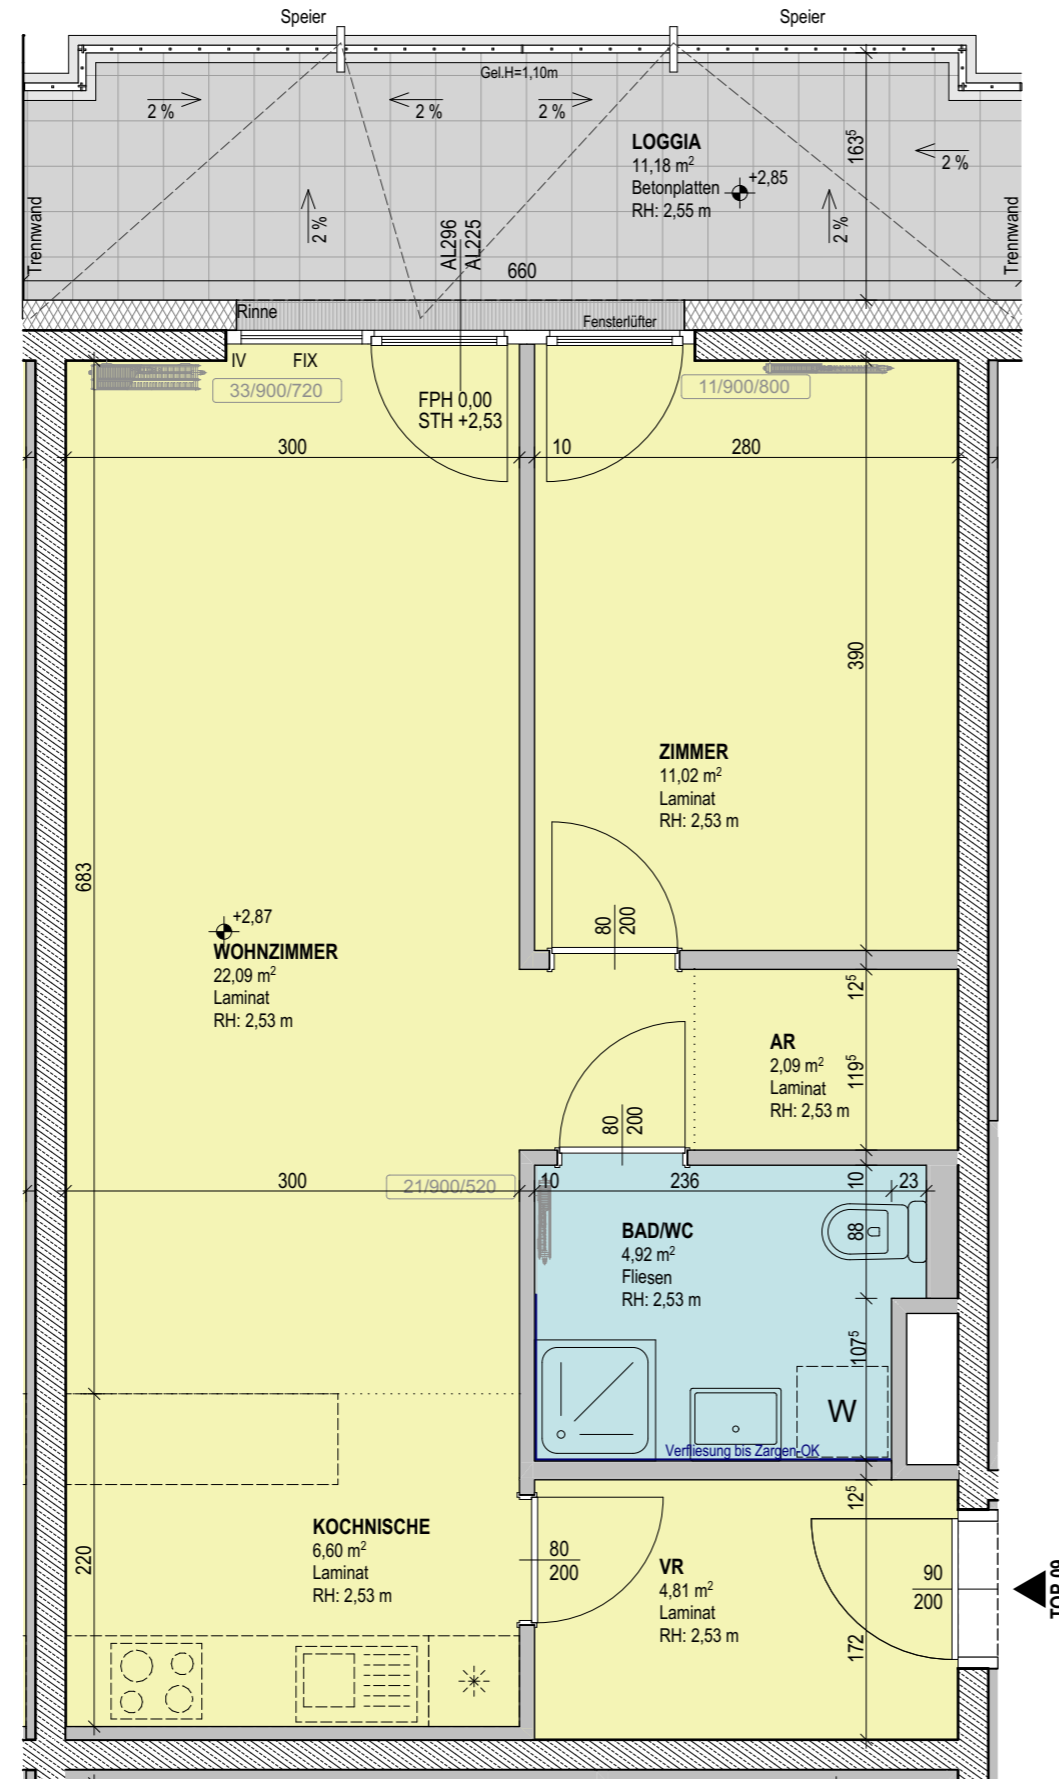 Speier
Speier
Gel.H=1,10m
2 %
2 %
2 %
LOGGIA
11,18 m²
Betonplatten
RH: 2,55 m
+2,85
163⁵
2 %
Trennwand
2 %
AL296
AL225
2 %
Trennwand
660
Rinne
Fensterlüfter
IV
FIX
33/900/720
FPH 0,00
STH +2,53
11/900/800
300
10
280
390
ZIMMER
11,02 m²
Laminat
RH: 2,53 m
683
+2,87
WOHNZIMMER
22,09 m²
Laminat
RH: 2,53 m
80
200
12⁵
AR
2,09 m²
Laminat
RH: 2,53 m
119⁵
80
200
300
21/900/520
10
236
10
23
BAD/WC
4,92 m²
Fliesen
RH: 2,53 m
88
107⁵
W
Verfliesung bis Zargen-OK
12⁵
KOCHNISCHE
6,60 m²
Laminat
RH: 2,53 m
220
80
200
VR
4,81 m²
Laminat
RH: 2,53 m
90
200
172
TOP 09